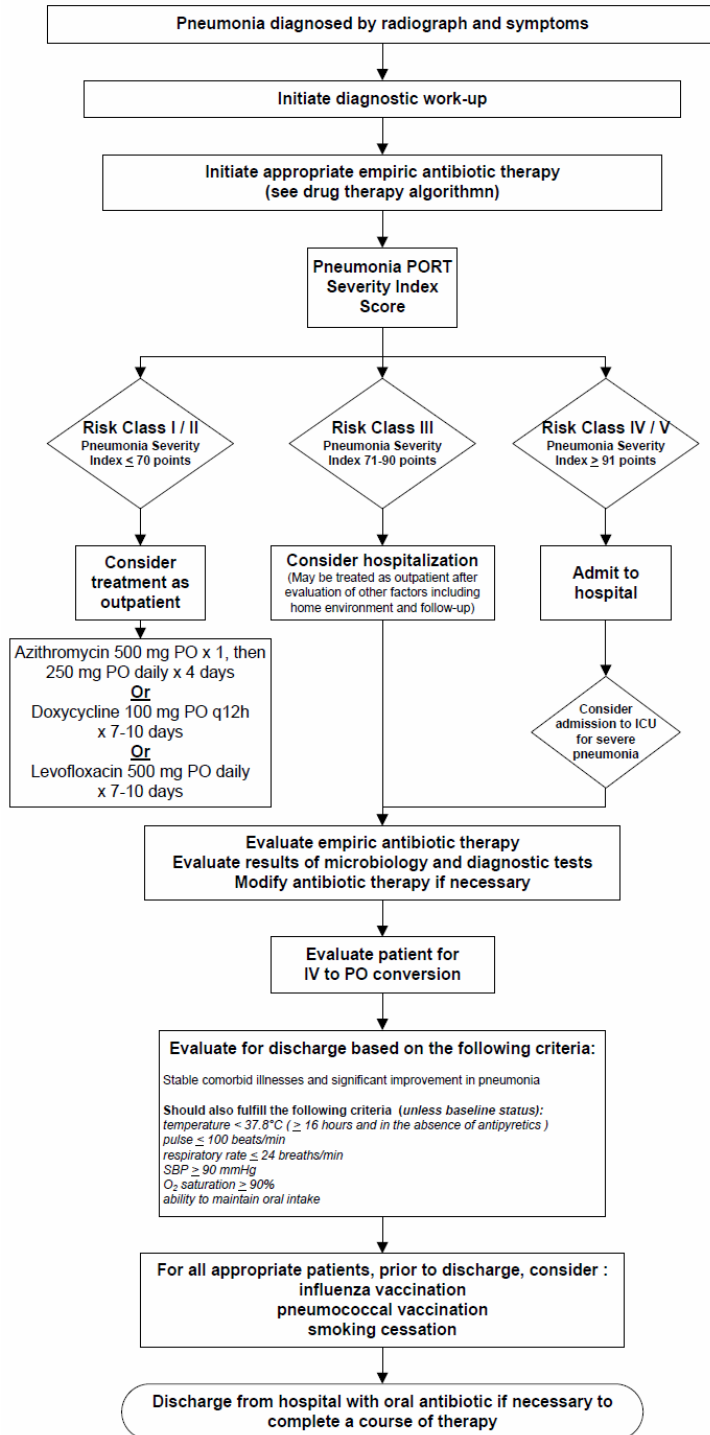 Pneumonia diagnosed by radiograph and symptoms
Initiate diagnostic work-up
Initiate appropriate empiric antibiotic therapy
(see drug therapy algorithmn)
Pneumonia PORT
Severity Index
Score
Risk Class I / II
Pneumonia Severity
Index ≤ 70 points
Risk Class III
Pneumonia Severity
Index 71-90 points
Risk Class IV / V
Pneumonia Severity
Index ≥ 91 points
Consider
treatment as
outpatient
Consider hospitalization
(May be treated as outpatient after
evaluation of other factors including
home environment and follow-up)
Admit to
hospital
Azithromycin 500 mg PO x 1, then
250 mg PO daily x 4 days
Or
Doxycycline 100 mg PO q12h
x 7-10 days
Or
Levofloxacin 500 mg PO daily
x 7-10 days
Consider
admission to ICU
for severe
pneumonia
Evaluate empiric antibiotic therapy
Evaluate results of microbiology and diagnostic tests
Modify antibiotic therapy if necessary
Evaluate patient for
IV to PO conversion
Evaluate for discharge based on the following criteria:
Stable comorbid illnesses and significant improvement in pneumonia
Should also fulfill the following criteria (unless baseline status):
temperature < 37.8°C ( ≥ 16 hours and in the absence of antipyretics )
pulse ≤ 100 beats/min
respiratory rate ≤ 24 breaths/min
SBP ≥ 90 mmHg
O₂ saturation ≥ 90%
ability to maintain oral intake
For all appropriate patients, prior to discharge, consider :
influenza vaccination
pneumococcal vaccination
smoking cessation
Discharge from hospital with oral antibiotic if necessary to
complete a course of therapy